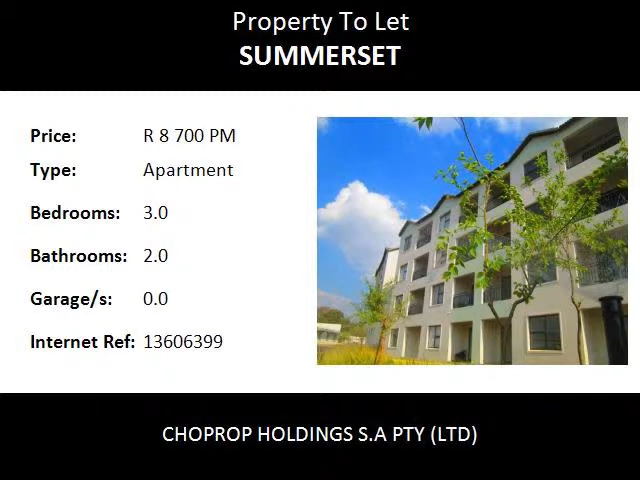 Property To Let
SUMMERSET
Price: R 8 700 PM
Type: Apartment
Bedrooms: 3.0
Bathrooms: 2.0
Garage/s: 0.0
Internet Ref: 13606399
CHOPROP HOLDINGS S.A PTY (LTD)